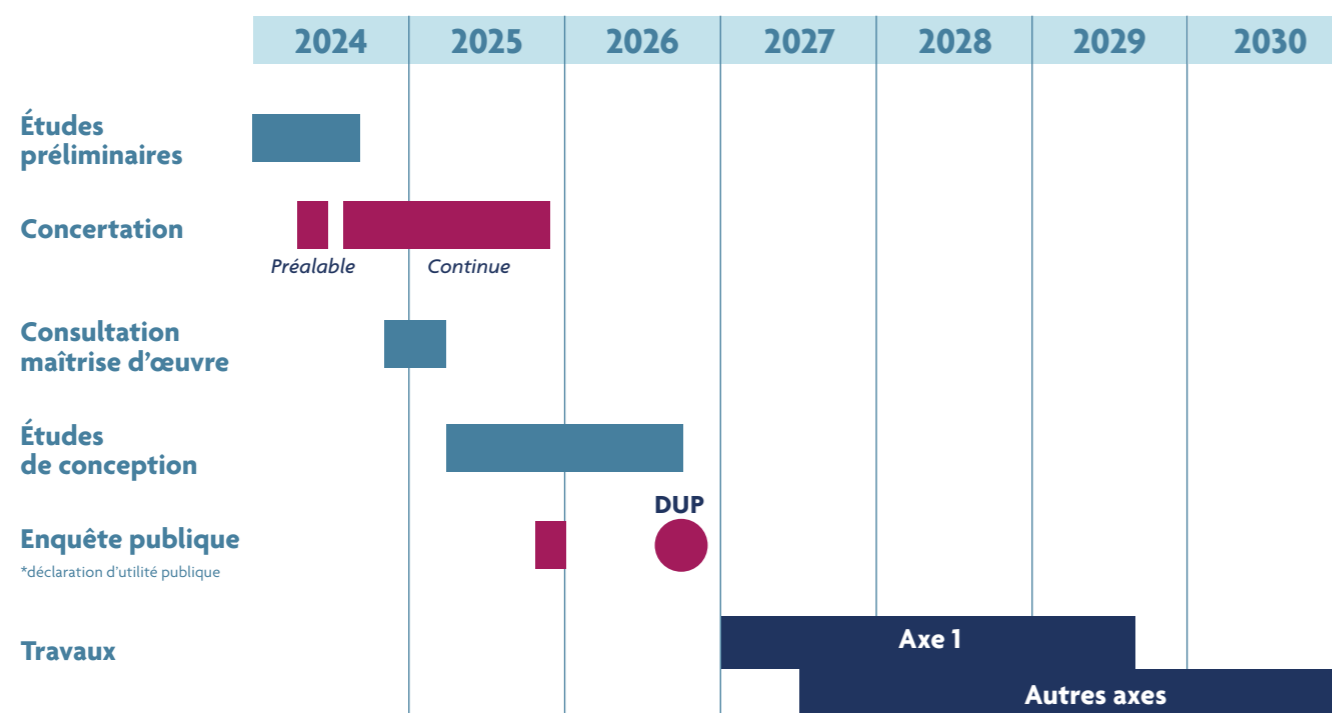 2024 2025 2026 2027 2028 2029 2030
Études
préliminaires
Concertation
Préalable Continue
Consultation
maîtrise d'œuvre
Études
de conception
DUP
Enquête publique
*déclaration d'utilité publique
Travaux
Axe 1
Autres axes